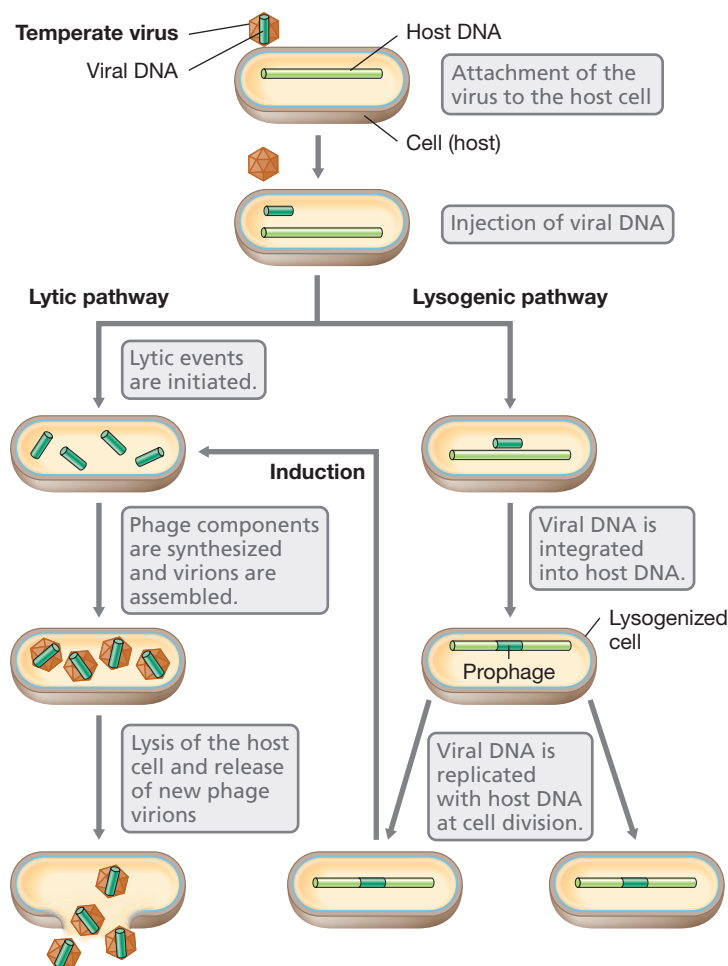 Temperate virus
Viral DNA
Host DNA
Attachment of the
virus to the host cell
Cell (host)
Injection of viral DNA
Lytic pathway
Lysogenic pathway
Lytic events
are initiated.
Induction
Phage components
are synthesized
and virions are
assembled.
Viral DNA is
integrated
into host DNA.
Lysogenized
cell
Prophage
Lysis of the host
cell and release
of new phage
virions
Viral DNA is
replicated
with host DNA
at cell division.